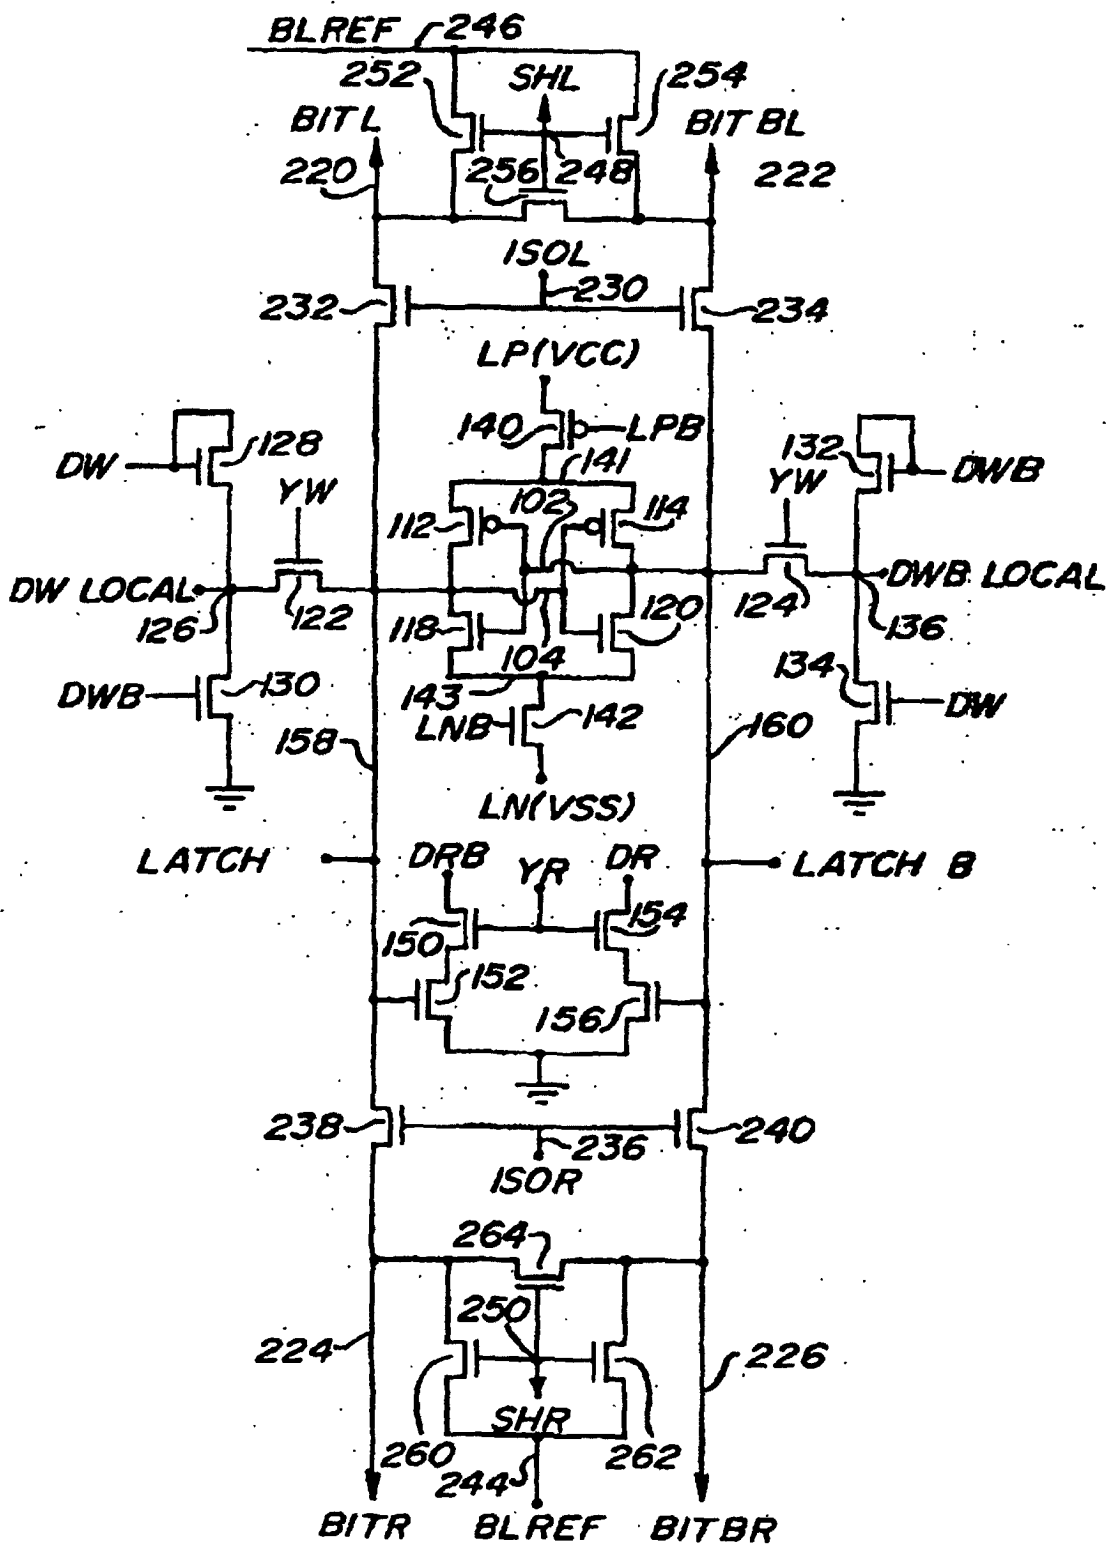 BLREF 246
252 SHL 254
BIT L BIT BL
220 256 248 222
ISOL
230
232 234
LP(VCC)
140 LPB
128 141 132
DW YW 102 YW DWB
112 114
DW LOCAL DWB LOCAL
126 122 118 120 124 136
104
DWB 130 143 134 DW
LNB 142
158 160
LN(VSS)
LATCH DRB YR DR LATCH B
150 154
152 156
238 240
236
ISOR
264
250
224 226
SHR
260 262
244
BITR BLREF BITBR